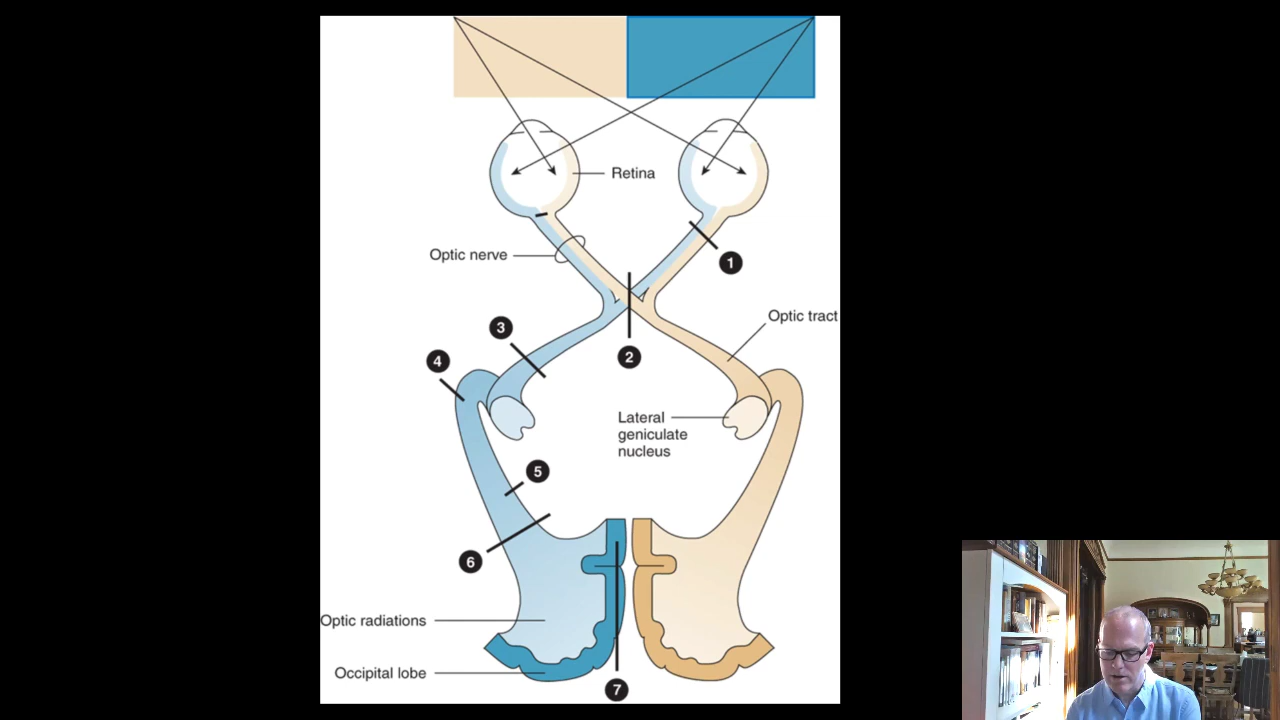 Retina
Optic nerve
1
Optic tract
3
2
4
Lateral
geniculate
nucleus
5
6
Optic radiations
Occipital lobe
7